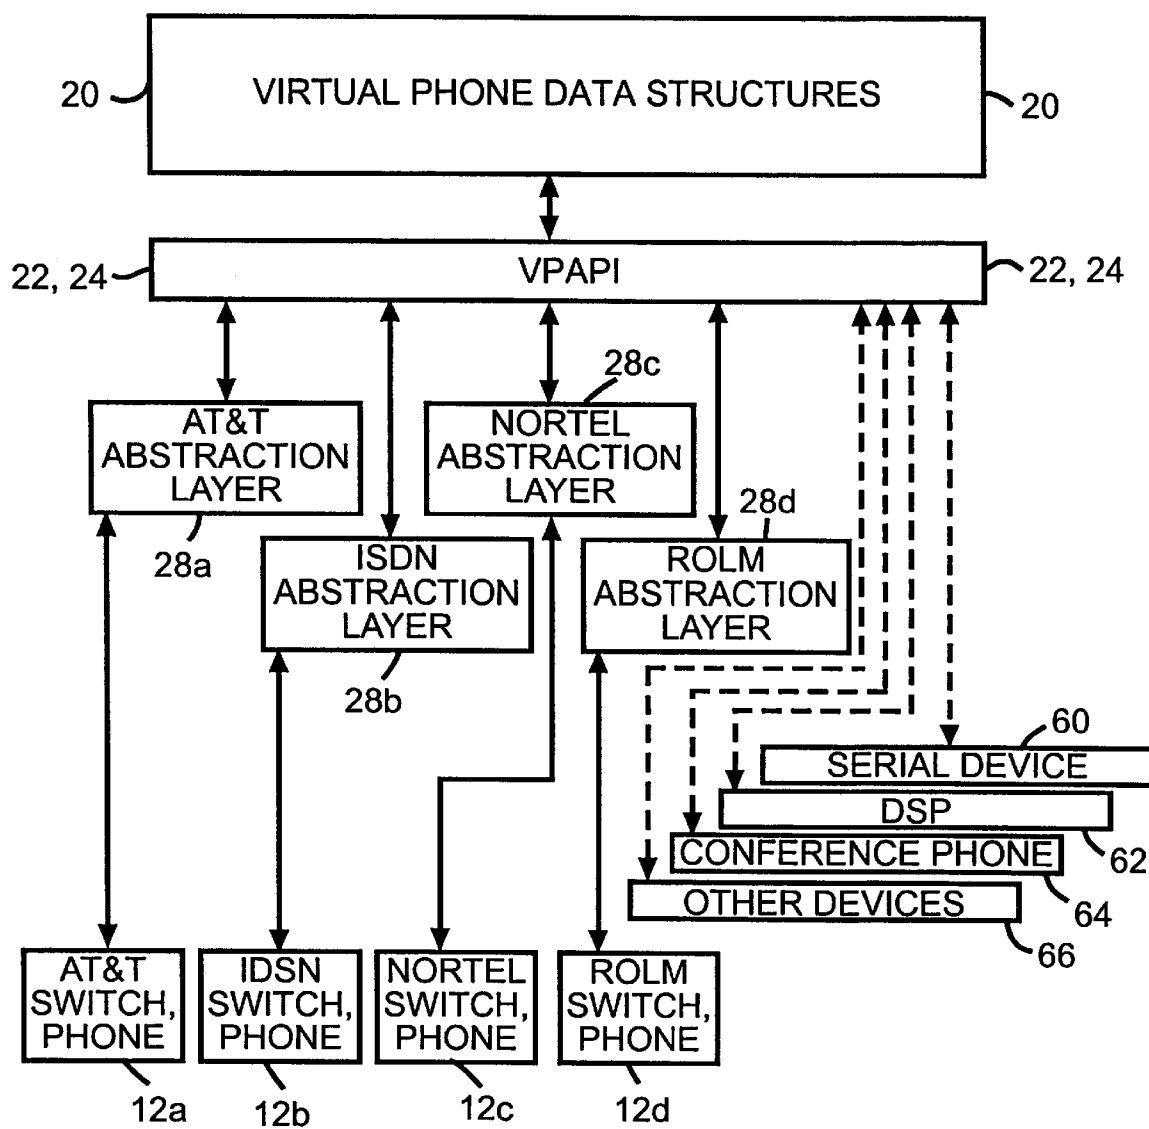 VIRTUAL PHONE DATA STRUCTURES
20
20
VPAPI
22, 24
22, 24
28c
AT&T
ABSTRACTION
LAYER
NORTEL
ABSTRACTION
LAYER
28a
28d
ISDN
ABSTRACTION
LAYER
ROLM
ABSTRACTION
LAYER
28b
60
SERIAL DEVICE
DSP
62
CONFERENCE PHONE
64
OTHER DEVICES
66
AT&T
SWITCH,
PHONE
IDSN
SWITCH,
PHONE
NORTEL
SWITCH,
PHONE
ROLM
SWITCH,
PHONE
12a
12b
12c
12d